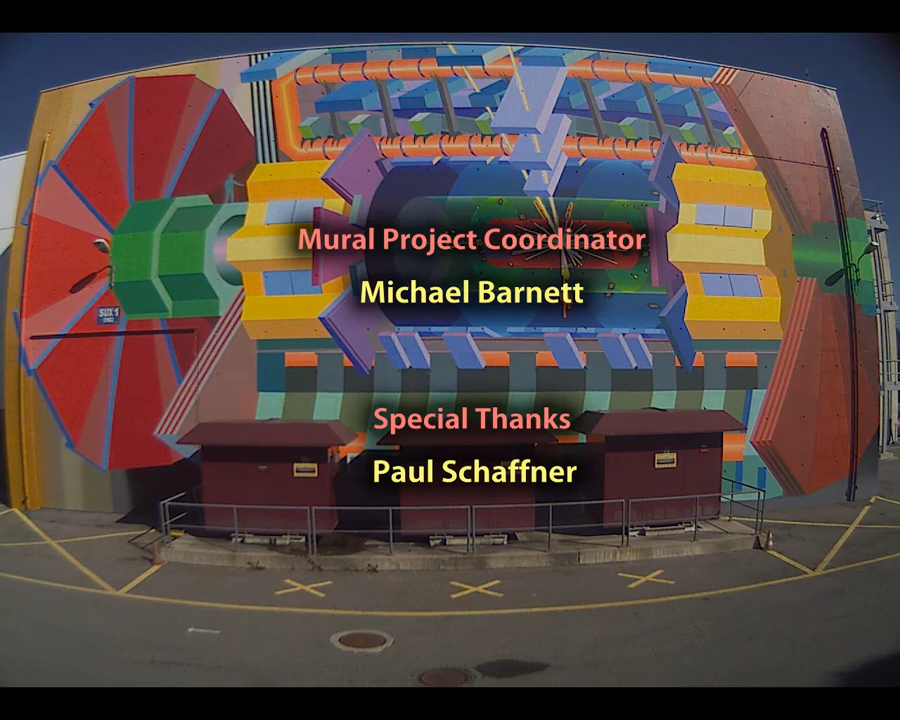 Mural Project Coordinator
Michael Barnett
SUX 1
Special Thanks
Paul Schaffner